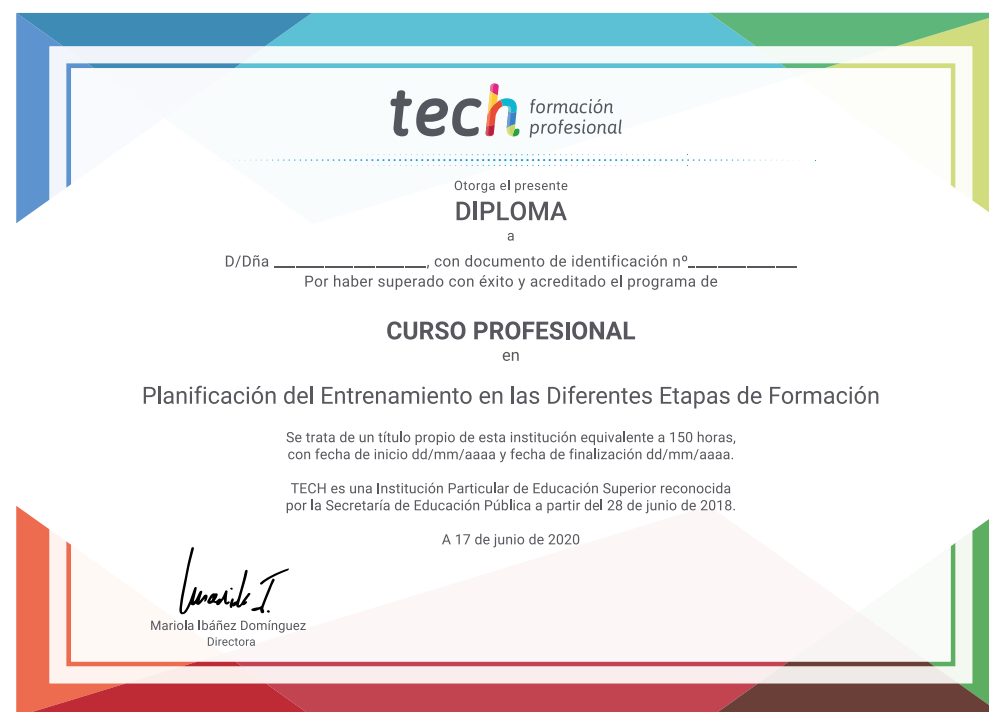 tech formación
profesional
Otorga el presente
DIPLOMA
a
D/Dña ______________, con documento de identificación nº__________
Por haber superado con éxito y acreditado el programa de
CURSO PROFESIONAL
en
Planificación del Entrenamiento en las Diferentes Etapas de Formación
Se trata de un título propio de esta institución equivalente a 150 horas,
con fecha de inicio dd/mm/aaaa y fecha de finalización dd/mm/aaaa.
TECH es una Institución Particular de Educación Superior reconocida
por la Secretaría de Educación Pública a partir del 28 de junio de 2018.
A 17 de junio de 2020
Mariola Ibáñez Domínguez
Directora